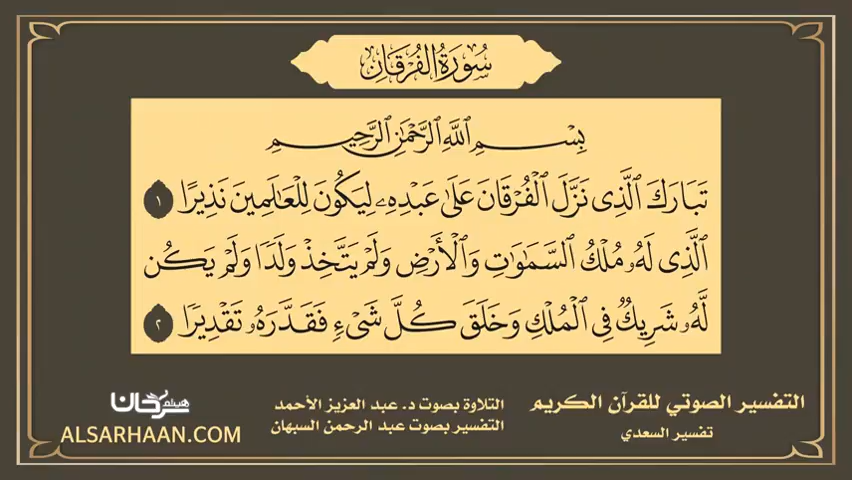 سُورَةُ الفُرْقَانِ
بِسْمِ ٱللَّهِ ٱلرَّحْمَٰنِ ٱلرَّحِيمِ
تَبَارَكَ ٱلَّذِى نَزَّلَ ٱلْفُرْقَانَ عَلَىٰ عَبْدِهِۦ لِيَكُونَ لِلْعَٰلَمِينَ نَذِيرًا ١
ٱلَّذِى لَهُۥ مُلْكُ ٱلسَّمَٰوَٰتِ وَٱلْأَرْضِ وَلَمْ يَتَّخِذْ وَلَدًا وَلَمْ يَكُن
لَّهُۥ شَرِيكٌ فِى ٱلْمُلْكِ وَخَلَقَ كُلَّ شَىْءٍ فَقَدَّرَهُۥ تَقْدِيرًا ٢
التفسير الصوتي للقرآن الكريم
تفسير السعدي
التلاوة بصوت د. عبد العزيز الأحمد
التفسير بصوت عبد الرحمن السبهان
هيثم سرحان
ALSARHAAN.COM